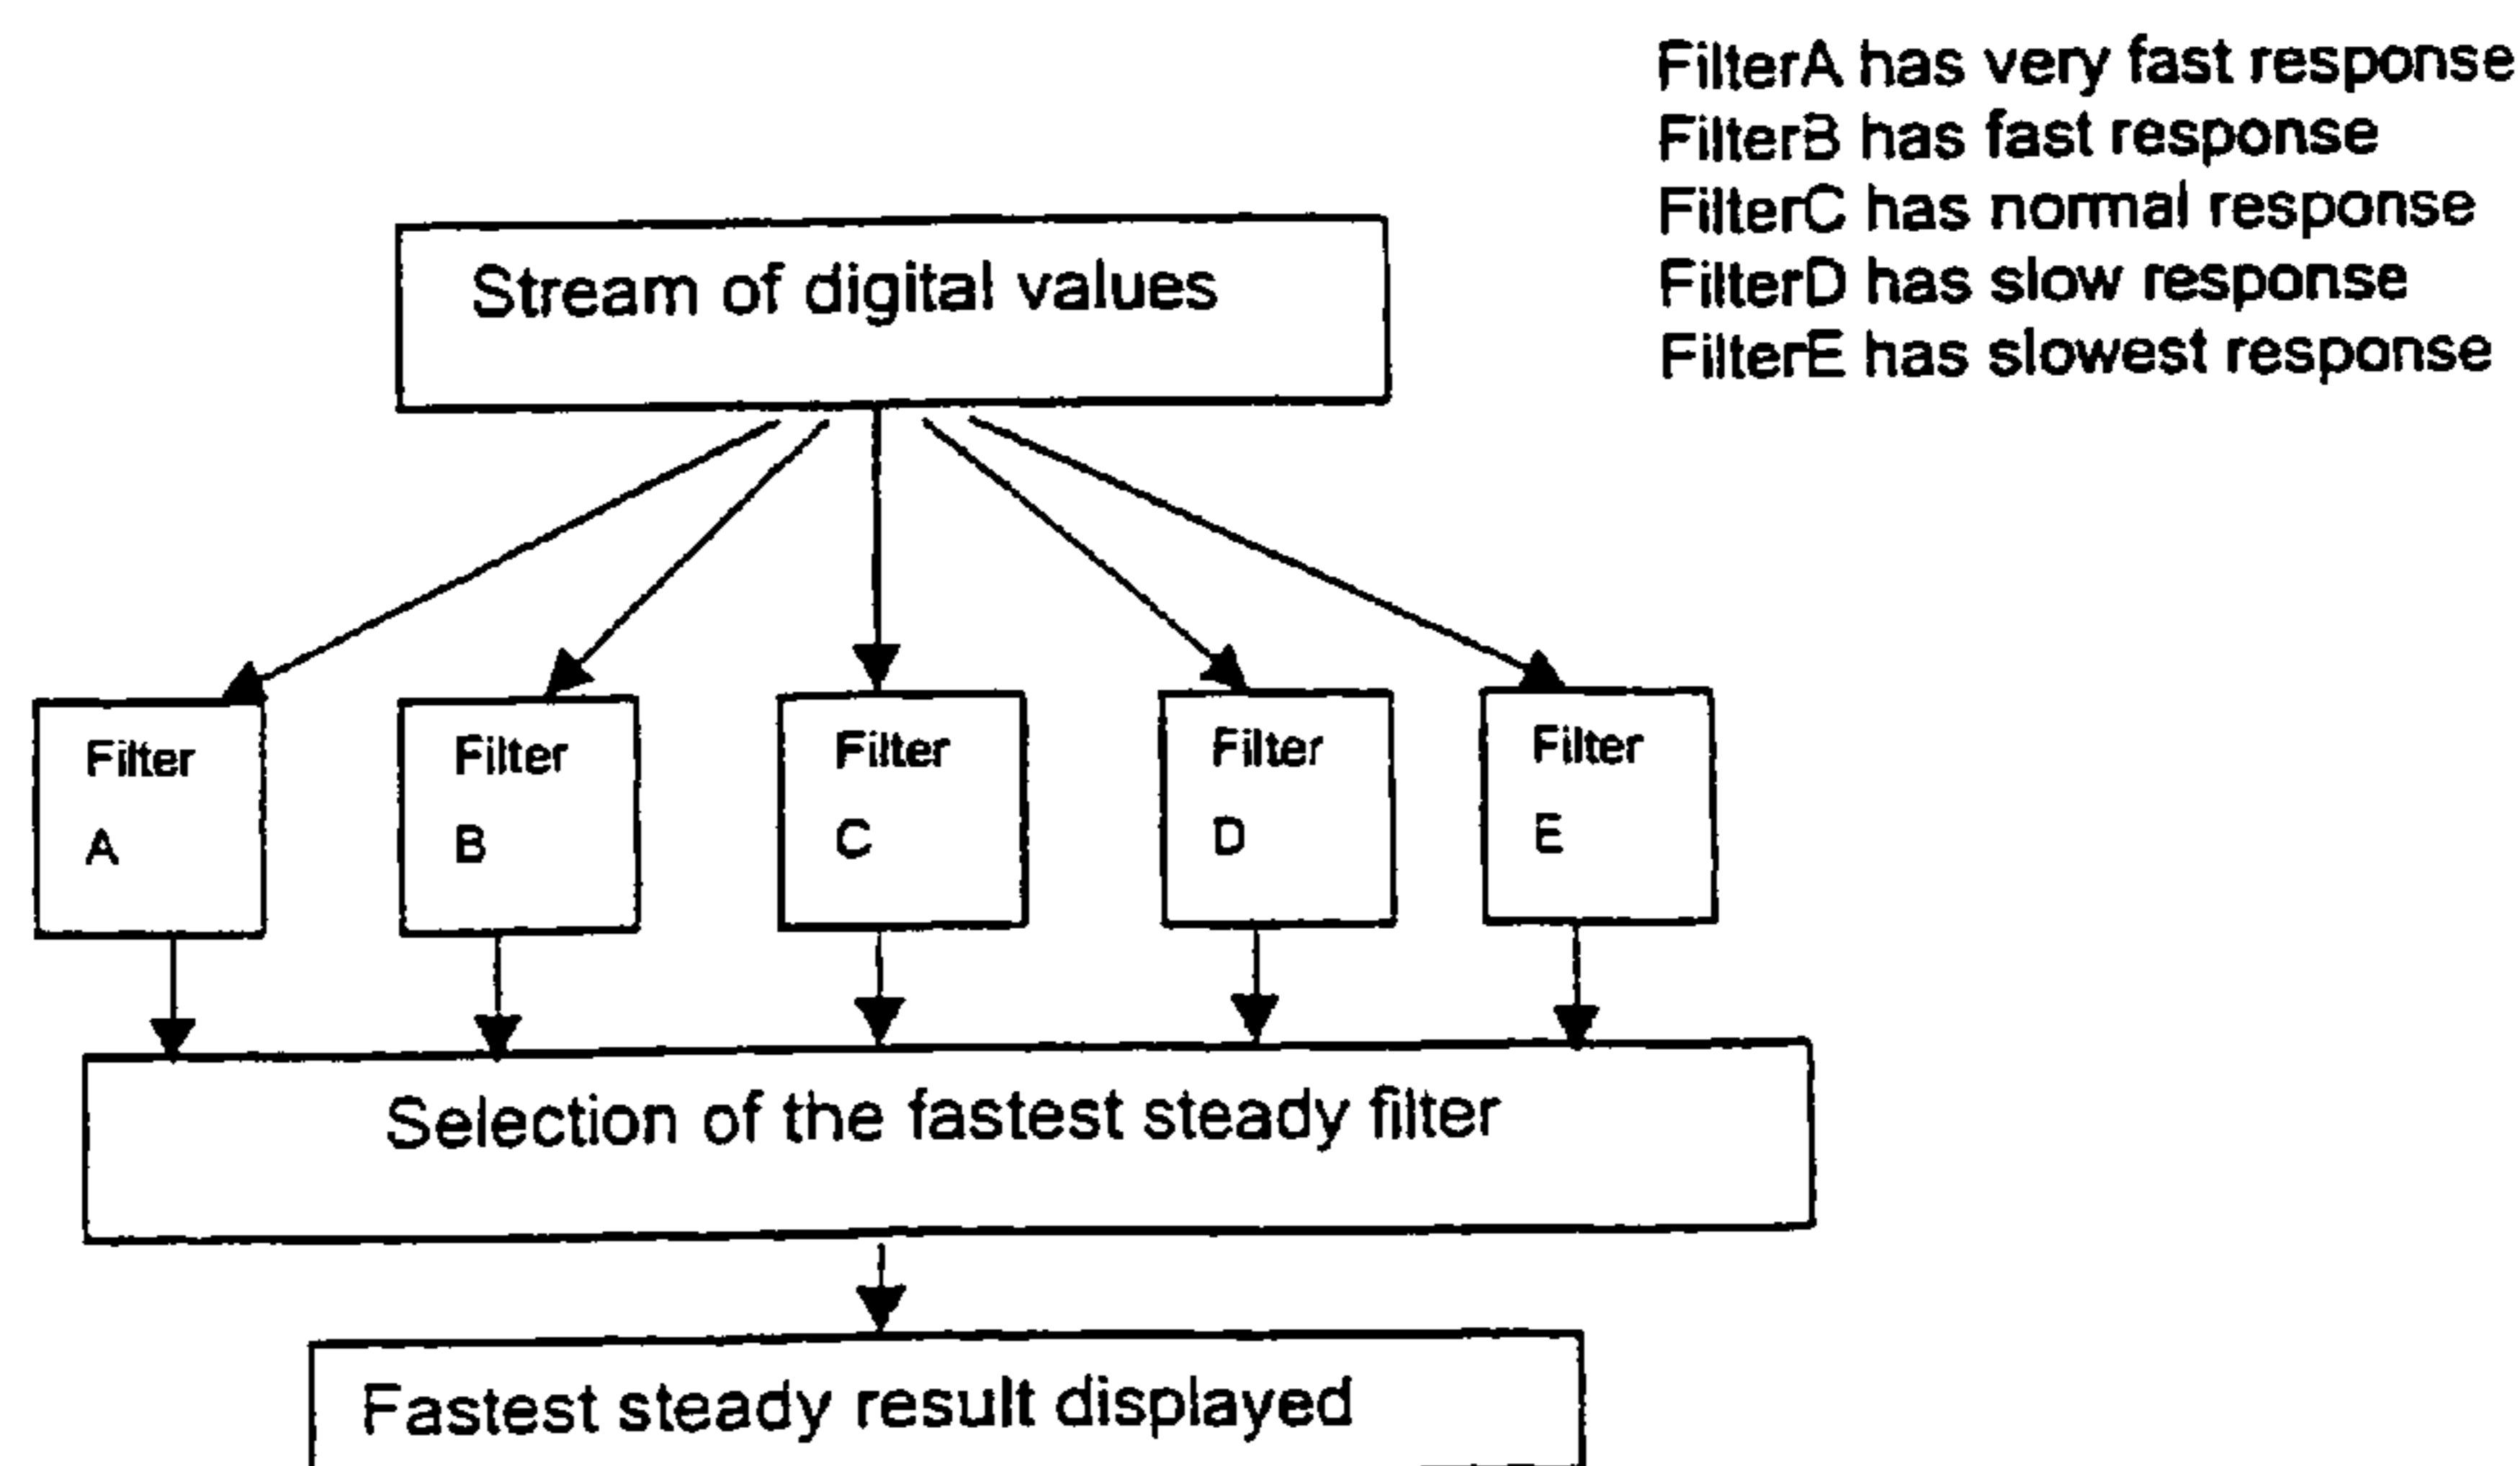 FilterA has very fast response
FilterB has fast response
FilterC has normal response
FilterD has slow response
FilterE has slowest response
Stream of digital values
Filter
A
Filter
B
Filter
C
Filter
D
Filter
E
Selection of the fastest steady filter
Fastest steady result displayed